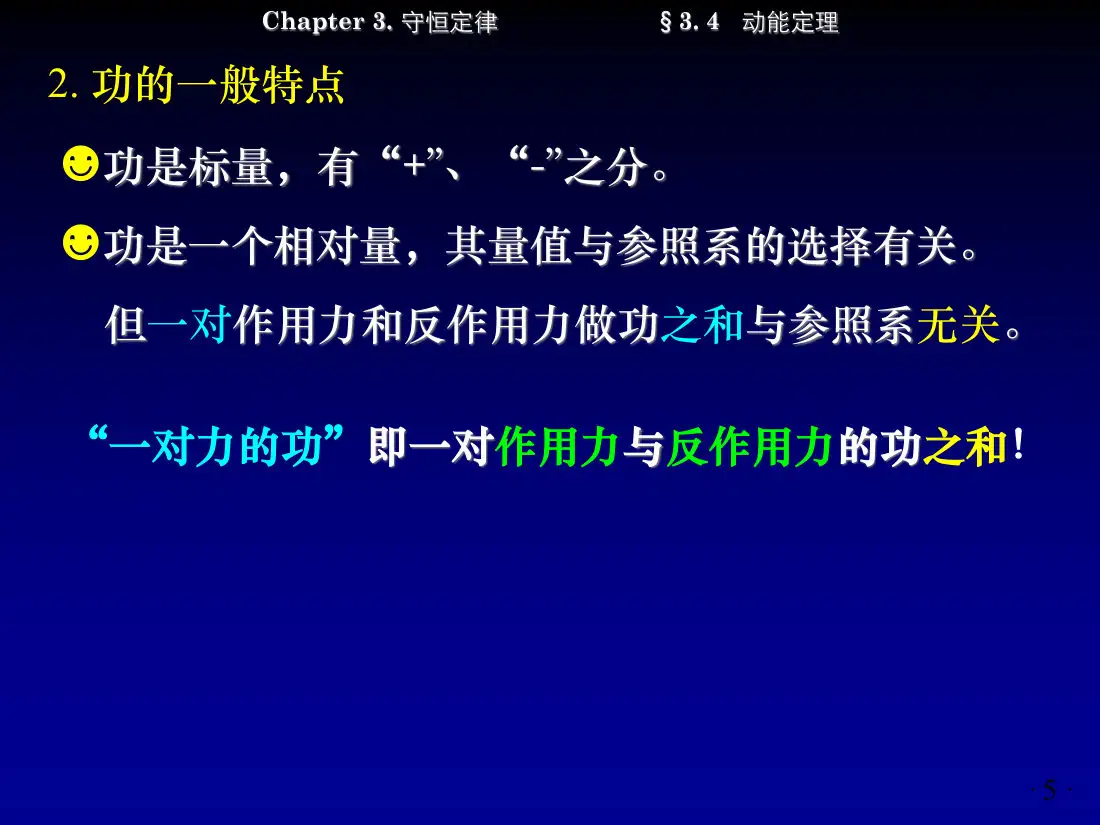 Chapter 3. 守恒定律 §3. 4 动能定理
2. 功的一般特点
功是标量，有“+”、“-”之分。
功是一个相对量，其量值与参照系的选择有关。
但一对作用力和反作用力做功之和与参照系无关。
“一对力的功”即一对作用力与反作用力的功之和！
· 5 ·